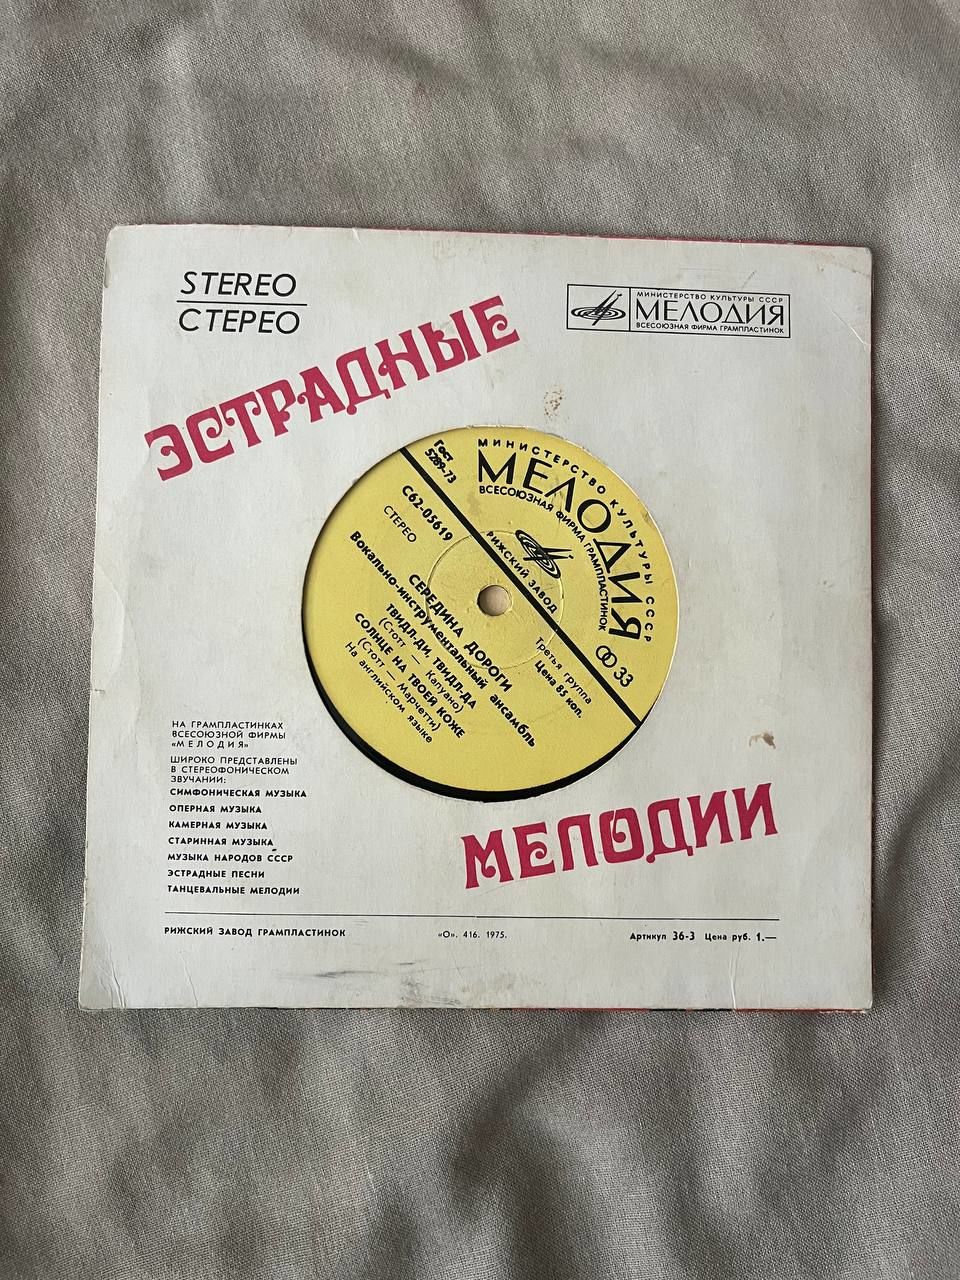 STEREO
СТЕРЕО
МИНИСТЕРСТВО КУЛЬТУРЫ СССР
МЕЛОДИЯ
ВСЕСОЮЗНАЯ ФИРМА ГРАМПЛАСТИНОК
ЭСТРАДНЫЕ
МИНИСТЕРСТВО КУЛЬТУРЫ СССР
МЕЛОДИЯ
ВСЕСОЮЗНАЯ ФИРМА ГРАМПЛАСТИНОК
РИЖСКИЙ ЗАВОД
Гост
5289-73
33
С62-05619
Третья группа
СТЕРЕО
Цена 85 коп.
Вокально-инструментальный ансамбль
СЕРЕДИНА ДОРОГИ
ТВИДЛ-ДИ, ТВИДЛ-ДА
(Стотт — Капуано)
СОЛНЦЕ НА ТВОЕЙ КОЖЕ
(Стотт — Марчетти)
На английском языке
НА ГРАМПЛАСТИНКАХ
ВСЕСОЮЗНОЙ ФИРМЫ
«МЕЛОДИЯ»
ШИРОКО ПРЕДСТАВЛЕНЫ
В СТЕРЕОФОНИЧЕСКОМ
ЗВУЧАНИИ:
СИМФОНИЧЕСКАЯ МУЗЫКА
ОПЕРНАЯ МУЗЫКА
КАМЕРНАЯ МУЗЫКА
СТАРИННАЯ МУЗЫКА
МУЗЫКА НАРОДОВ СССР
ЭСТРАДНЫЕ ПЕСНИ
ТАНЦЕВАЛЬНЫЕ МЕЛОДИИ
МЕЛОДИИ
РИЖСКИЙ ЗАВОД ГРАМПЛАСТИНОК «О». 416. 1975. Артикул 36-3 Цена руб. 1.—